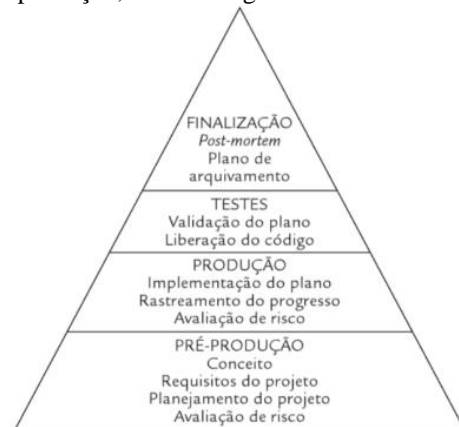 FINALIZAÇÃO
Post-mortem
Plano de
arquivamento
TESTES
Validação do plano
Liberação do código
PRODUÇÃO
Implementação do plano
Rastreamento do progresso
Avaliação de risco
PRÉ-PRODUÇÃO
Conceito
Requisitos do projeto
Planejamento do projeto
Avaliação de risco